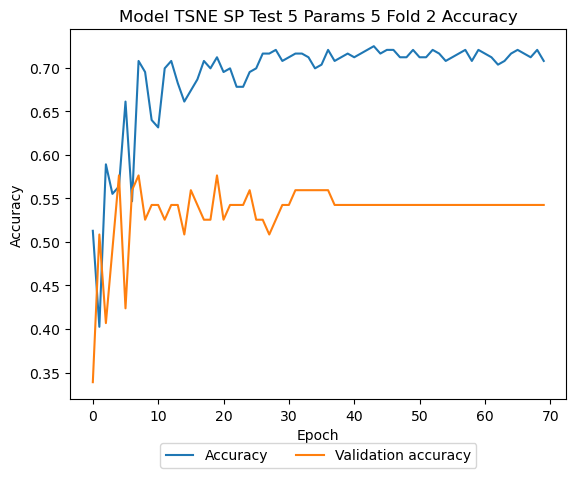 Model TSNE SP Test 5 Params 5 Fold 2 Accuracy
Accuracy
0.70
0.65
0.60
0.55
0.50
0.45
0.40
0.35
0 10 20 30 40 50 60 70
Epoch
Accuracy Validation accuracy